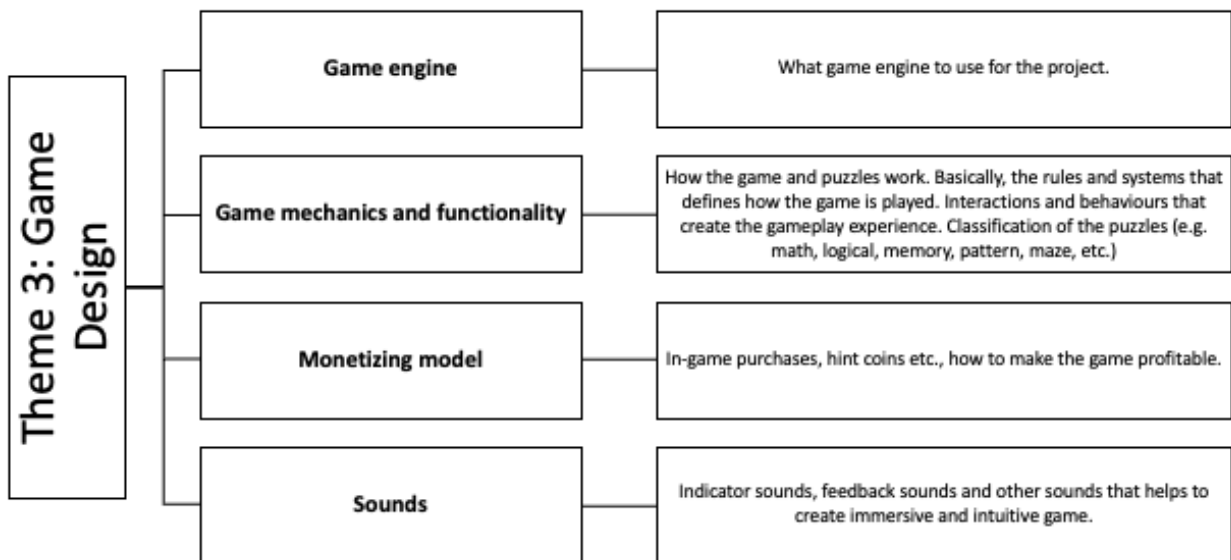 Theme 3: Game
Design
Game engine
What game engine to use for the project.
Game mechanics and functionality
How the game and puzzles work. Basically, the rules and systems that
defines how the game is played. Interactions and behaviours that
create the gameplay experience. Classification of the puzzles (e.g.
math, logical, memory, pattern, maze, etc.)
Monetizing model
In-game purchases, hint coins etc., how to make the game profitable.
Sounds
Indicator sounds, feedback sounds and other sounds that helps to
create immersive and intuitive game.